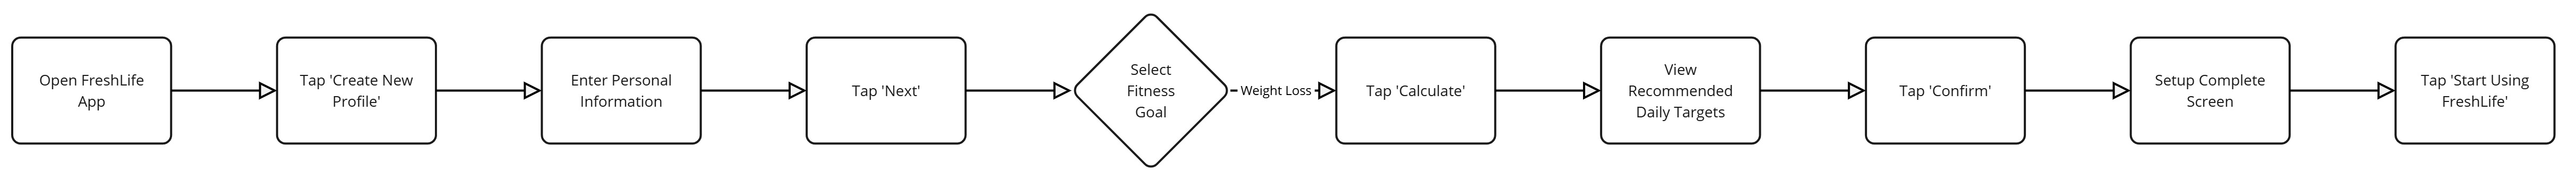 Open FreshLife
App
Tap 'Create New
Profile'
Enter Personal
Information
Tap 'Next'
Select
Fitness
Goal
Weight Loss
Tap 'Calculate'
View
Recommended
Daily Targets
Tap 'Confirm'
Setup Complete
Screen
Tap 'Start Using
FreshLife'